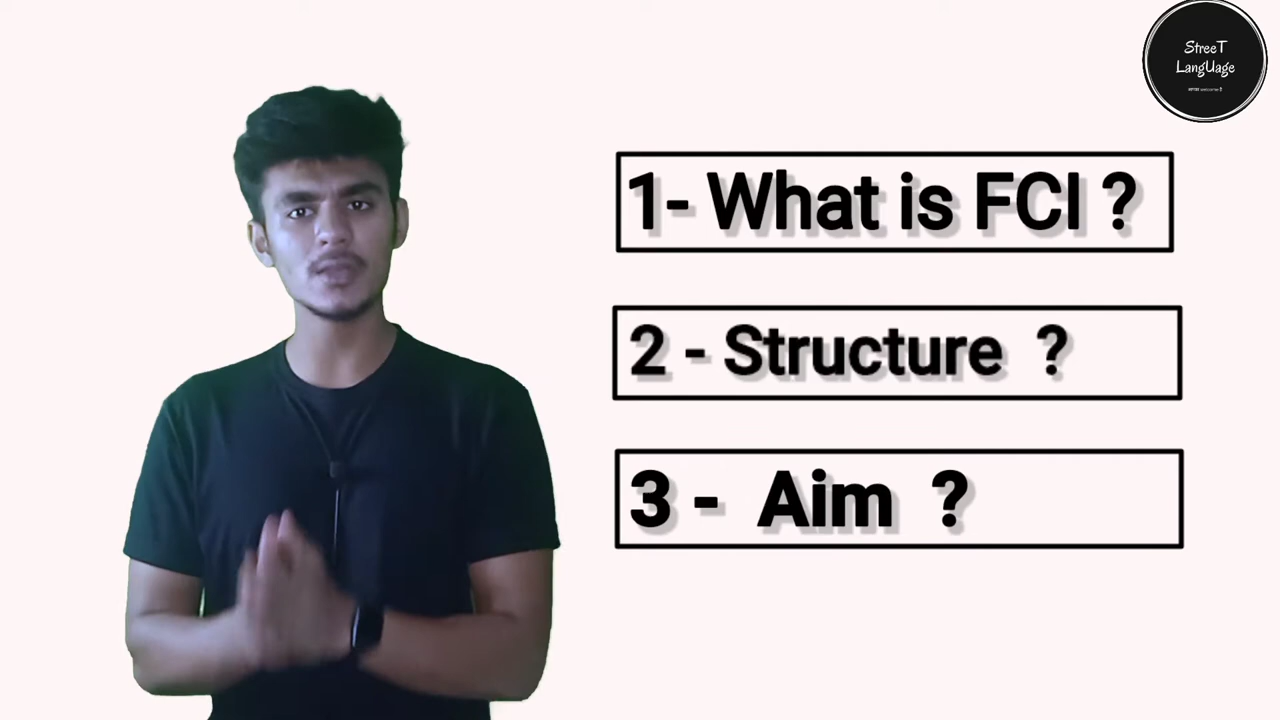 StreeT
LangUage
1- What is FCI ?
2 - Structure ?
3 - Aim ?